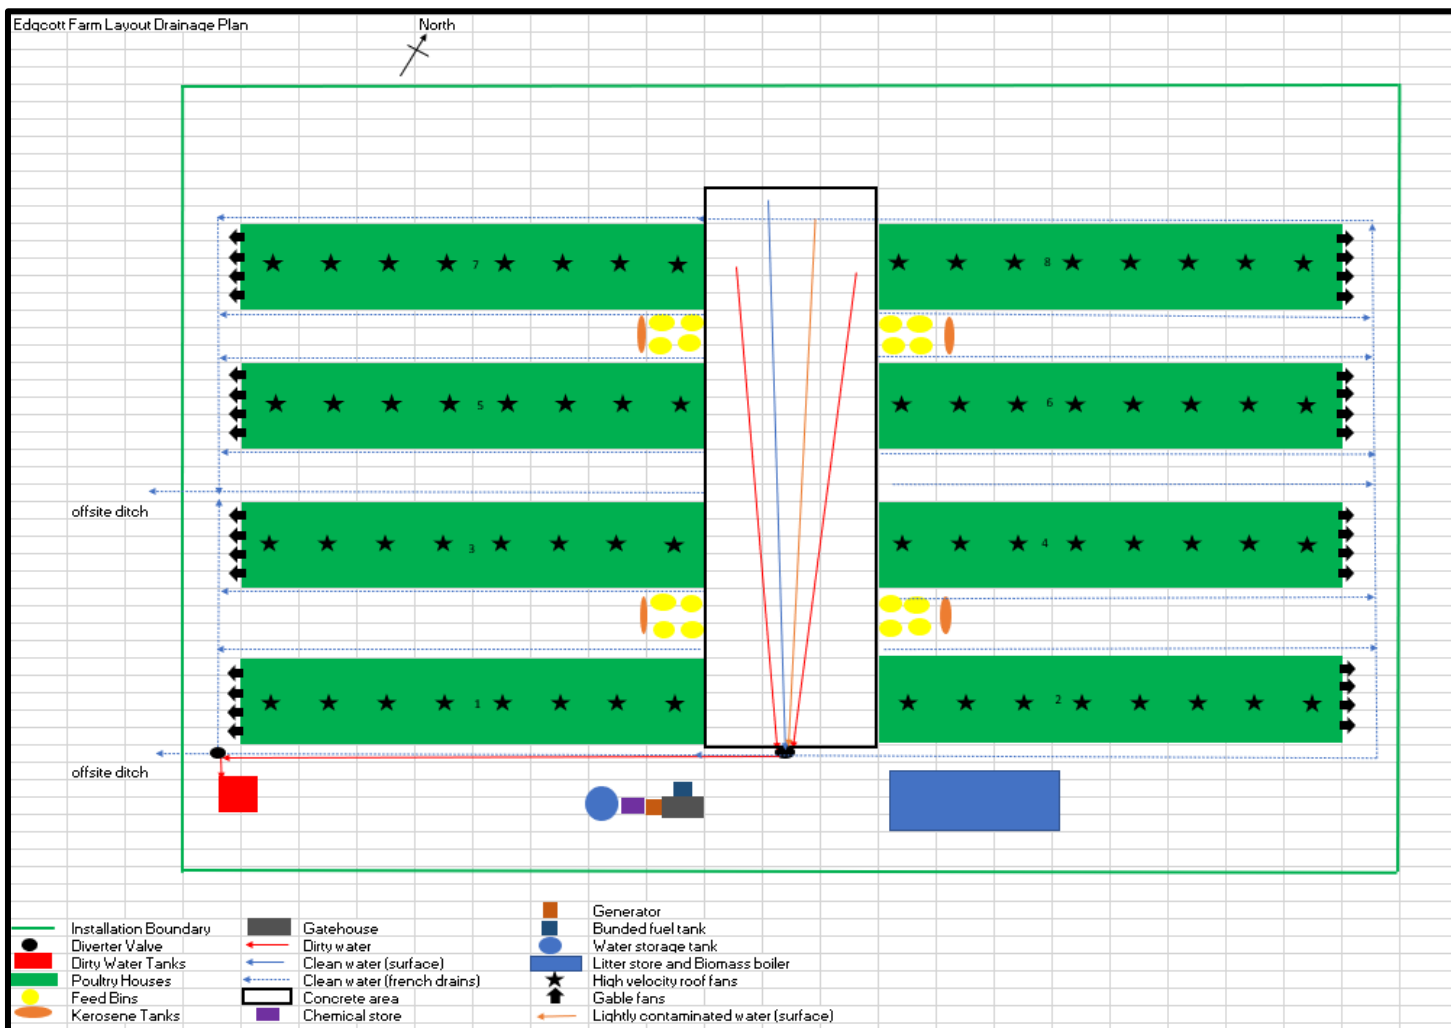 Edgcott Farm Layout Drainage Plan
North
7
8
5
6
offsite ditch
3
4
1
2
offsite ditch
Generator
Installation Boundary
Gatehouse
Bunded fuel tank
Diverter Valve
Dirty water
Water storage tank
Dirty Water Tanks
Clean water (surface)
Litter store and Biomass boiler
Poultry Houses
Clean water (french drains)
High velocity roof fans
Feed Bins
Concrete area
Gable fans
Kerosene Tanks
Chemical store
Lightly contaminated water (surface)